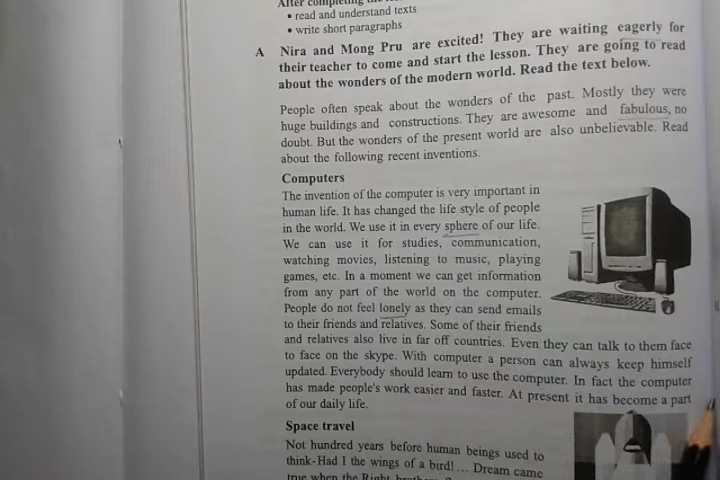 After completing the
• read and understand texts
• write short paragraphs
A Nira and Mong Pru are excited! They are waiting eagerly for
their teacher to come and start the lesson. They are going to read
about the wonders of the modern world. Read the text below.
People often speak about the wonders of the past. Mostly they were
huge buildings and constructions. They are awesome and fabulous, no
doubt. But the wonders of the present world are also unbelievable. Read
about the following recent inventions.
Computers
The invention of the computer is very important in
human life. It has changed the life style of people
in the world. We use it in every sphere of our life.
We can use it for studies, communication,
watching movies, listening to music, playing
games, etc. In a moment we can get information
from any part of the world on the computer.
People do not feel lonely as they can send emails
to their friends and relatives. Some of their friends
and relatives also live in far off countries. Even they can talk to them face
to face on the skype. With computer a person can always keep himself
updated. Everybody should learn to use the computer. In fact the computer
has made people's work easier and faster. At present it has become a part
of our daily life.
Space travel
Not hundred years before human beings used to
think-Had I the wings of a bird!... Dream came
true when the Right